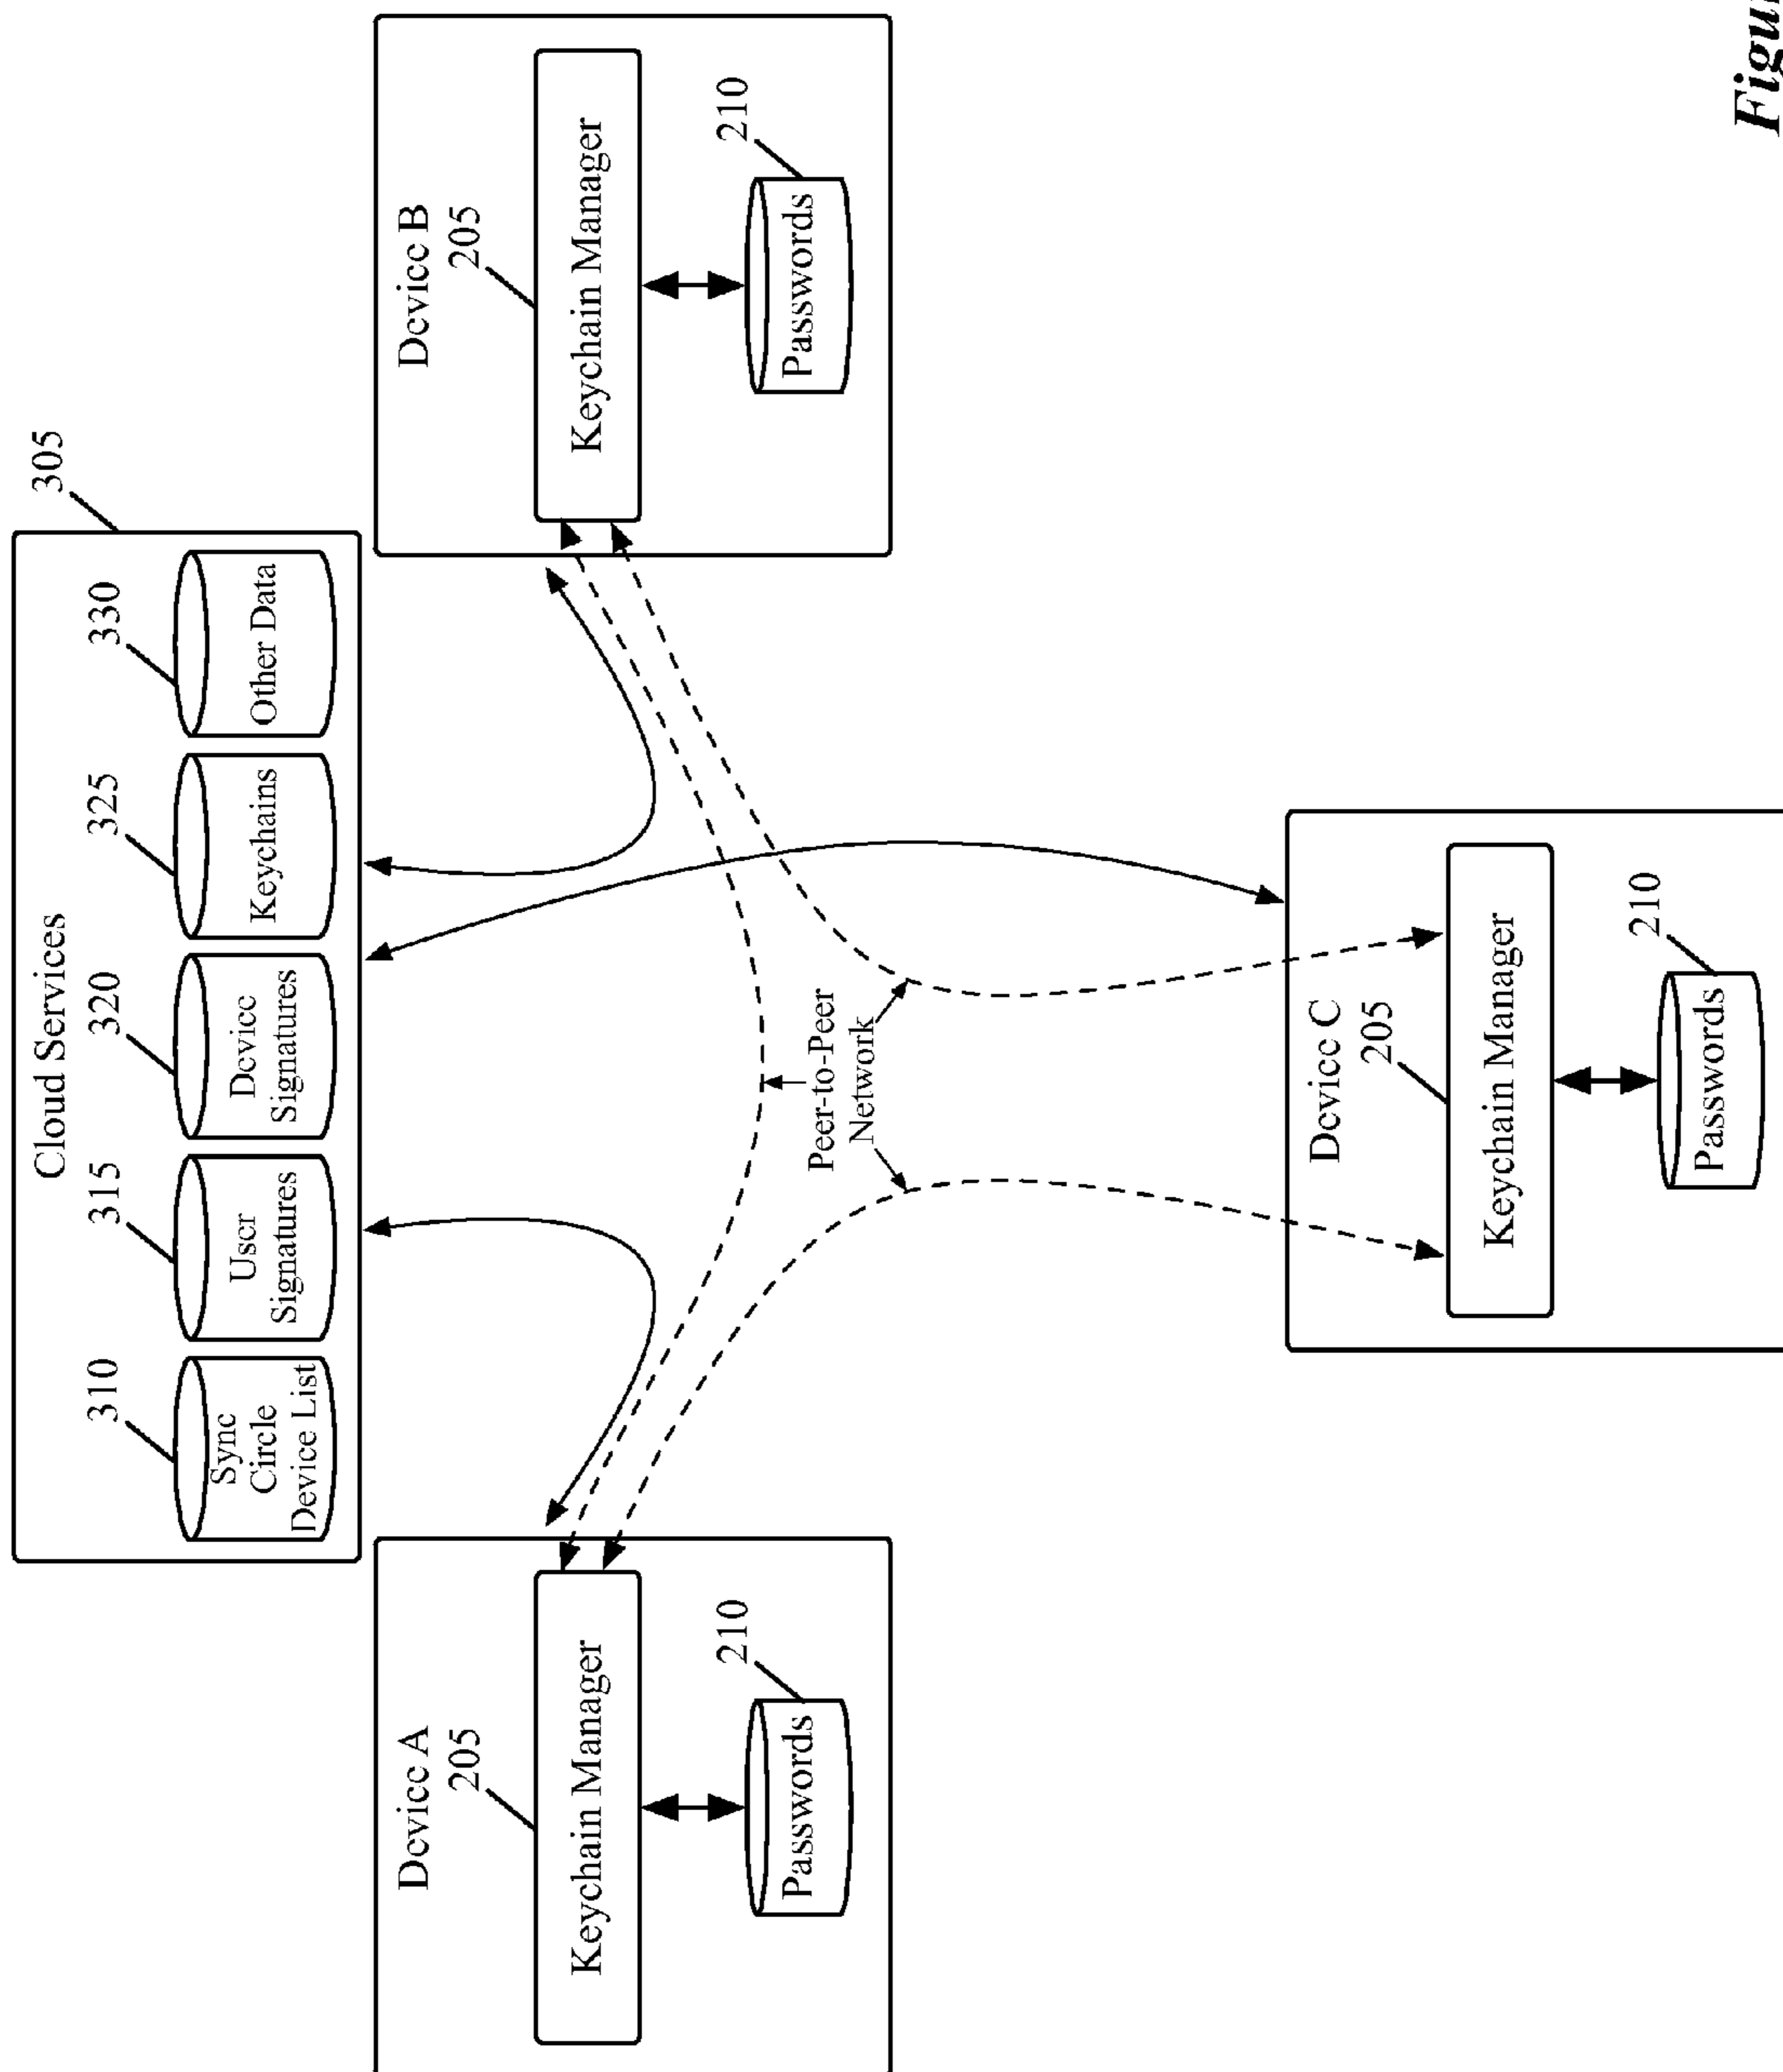 305
Cloud Services
310
315
320
325
330
Sync
Circle
Device List
User
Signatures
Device
Signatures
Keychains
Other Data
Device A
205
Keychain Manager
210
Passwords
Device B
205
Keychain Manager
210
Passwords
Peer-to-Peer
Network
Device C
205
Keychain Manager
210
Passwords
Figur